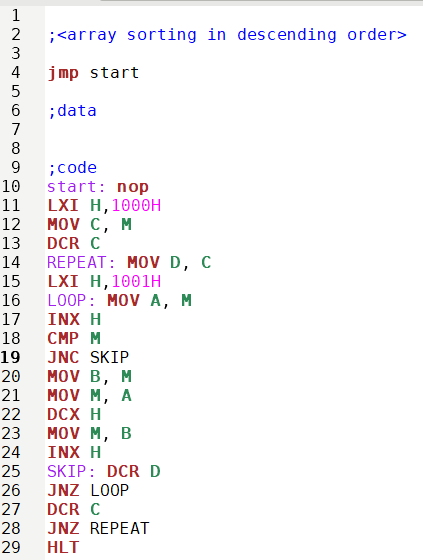 1
2 ;<array sorting in descending order>
3
4 jmp start
5
6 ;data
7
8
9 ;code
10 start: nop
11 LXI H,1000H
12 MOV C, M
13 DCR C
14 REPEAT: MOV D, C
15 LXI H,1001H
16 LOOP: MOV A, M
17 INX H
18 CMP M
19 JNC SKIP
20 MOV B, M
21 MOV M, A
22 DCX H
23 MOV M, B
24 INX H
25 SKIP: DCR D
26 JNZ LOOP
27 DCR C
28 JNZ REPEAT
29 HLT